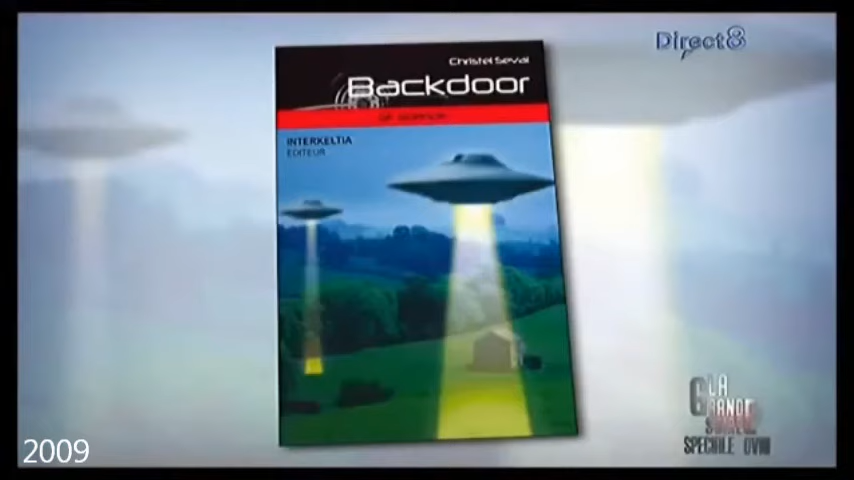 Direct8
Christel Seval
Backdoor
INTERKELTIA
EDITEUR
LA
GRANDE
SPECIALE OVNI
2009